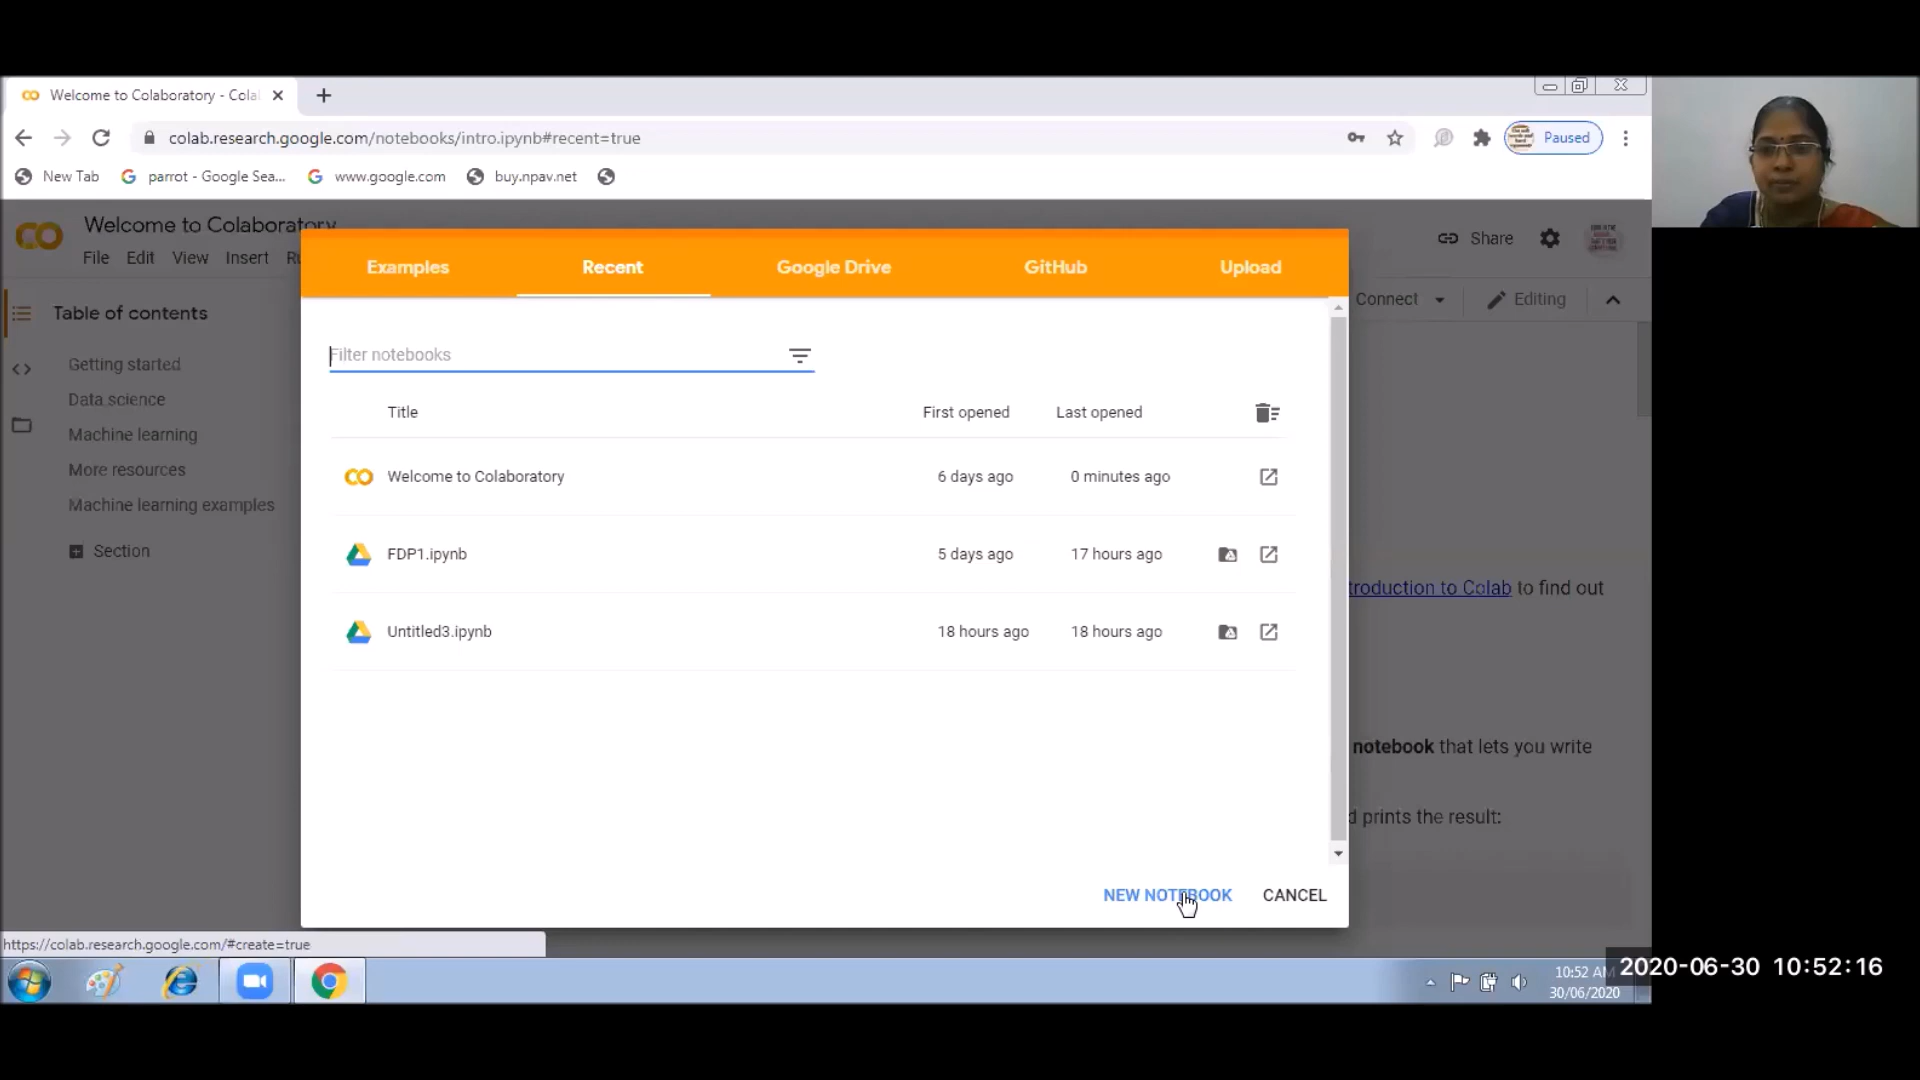 Welcome to Colaboratory - Cola
colab.research.google.com/notebooks/intro.ipynb#recent=true
Paused
New Tab
parrot - Google Sea...
www.google.com
buy.npav.net
Welcome to Colaboratory
File Edit View Insert Ru
Share
Examples
Recent
Google Drive
GitHub
Upload
Connect
Editing
Table of contents
Getting started
Data science
Machine learning
More resources
Machine learning examples
Section
Filter notebooks
Title First opened Last opened
Welcome to Colaboratory 6 days ago 0 minutes ago
FDP1.ipynb 5 days ago 17 hours ago
Untitled3.ipynb 18 hours ago 18 hours ago
troduction to Colab to find out
notebook that lets you write
d prints the result:
NEW NOTEBOOK CANCEL
https://colab.research.google.com/#create=true
10:52 AM
30/06/2020
2020-06-30 10:52:16